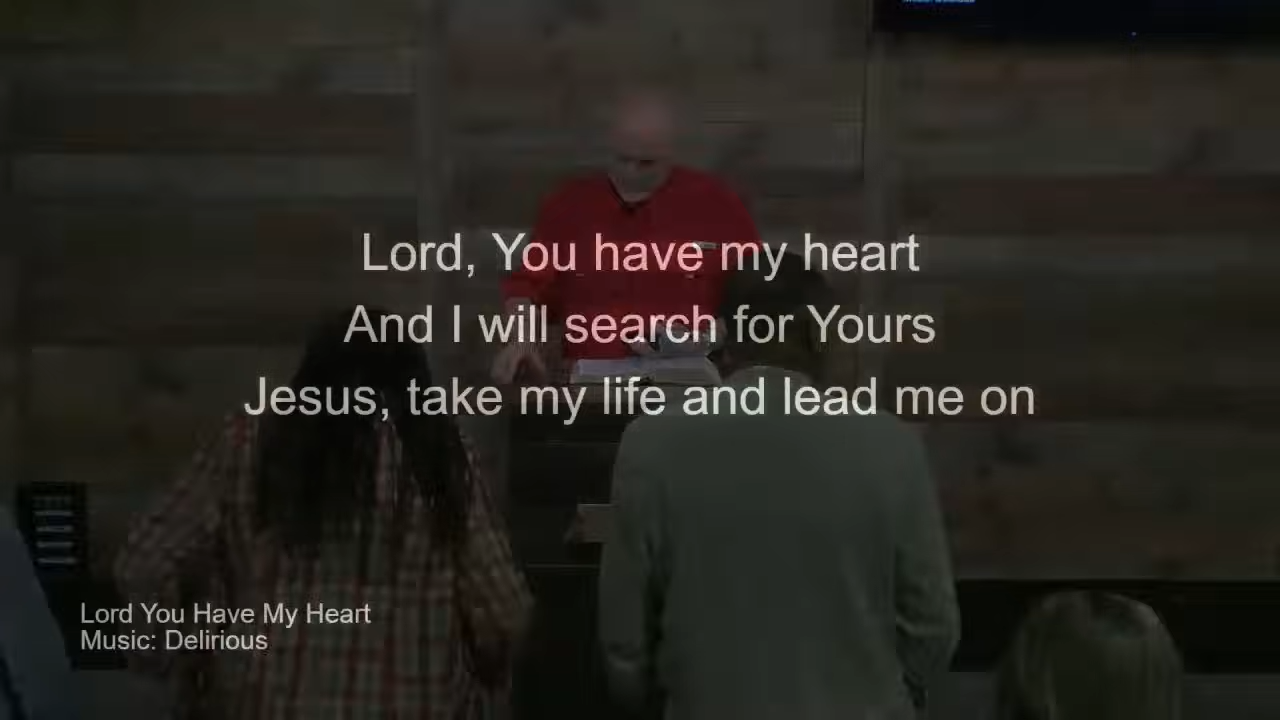 Lord, You have my heart
And I will search for Yours
Jesus, take my life and lead me on
Lord You Have My Heart
Music: Delirious